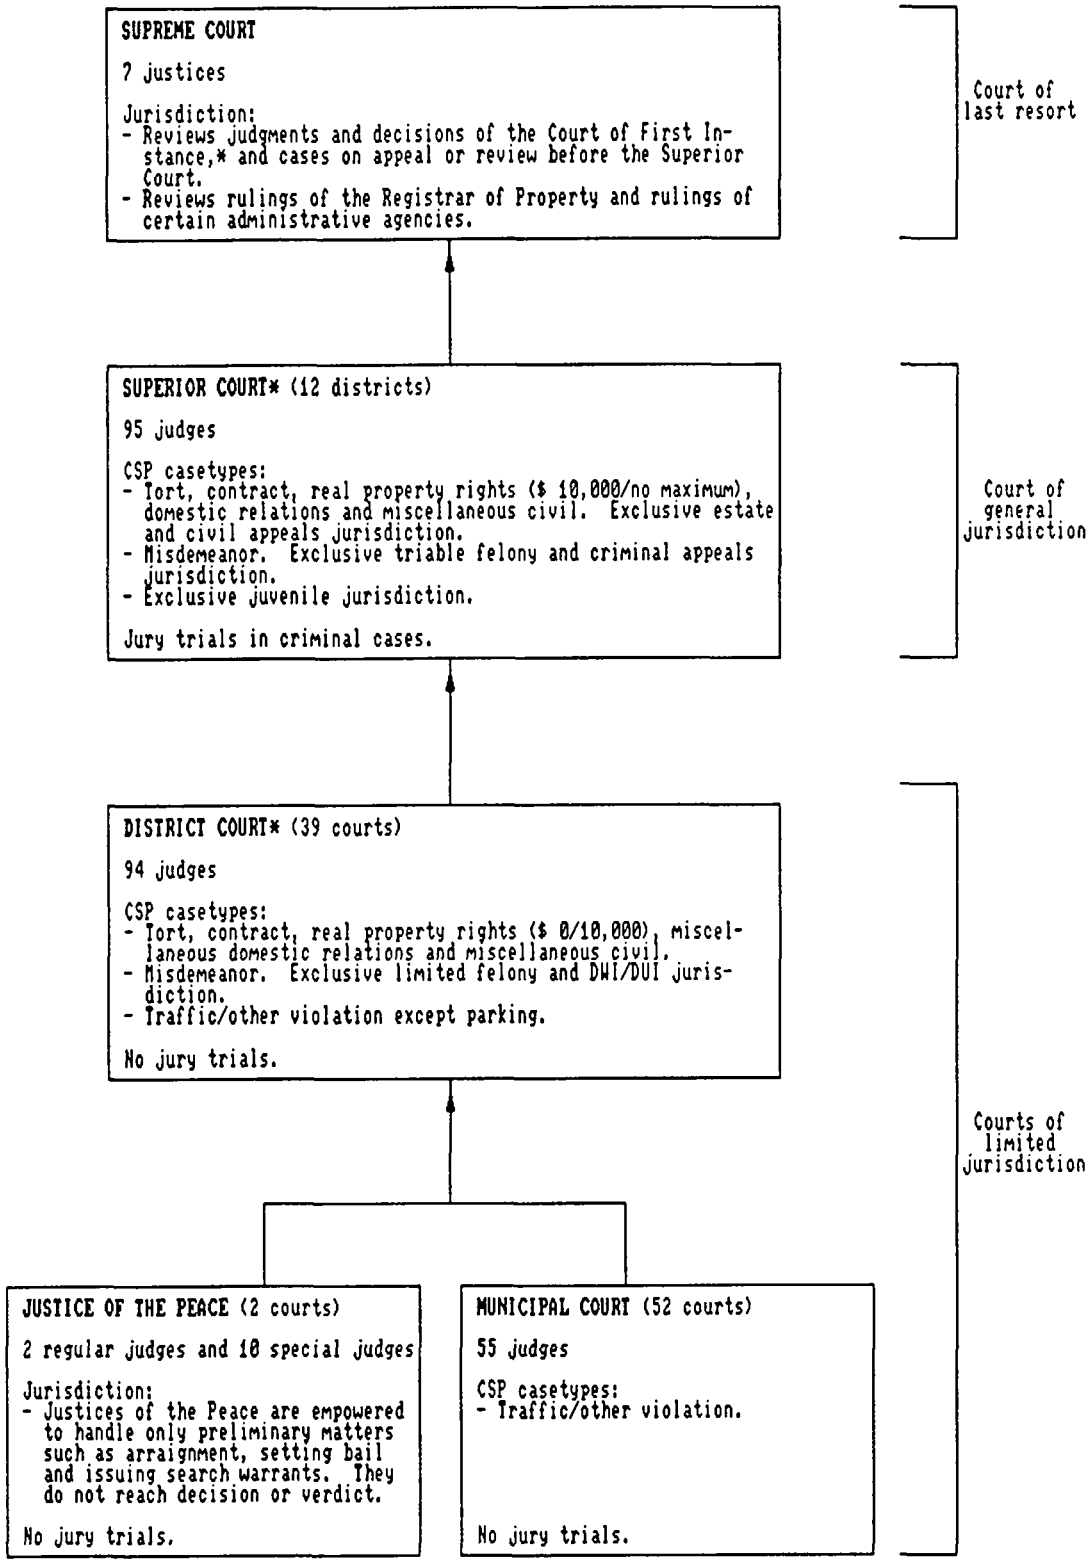 SUPREME COURT
7 justices
Jurisdiction:
- Reviews judgments and decisions of the Court of First In-
stance,* and cases on appeal or review before the Superior
Court.
- Reviews rulings of the Registrar of Property and rulings of
certain administrative agencies.
Court of
last resort
SUPERIOR COURT* (12 districts)
95 judges
CSP casetypes:
- Tort, contract, real property rights ($ 10,000/no maximum),
domestic relations and miscellaneous civil. Exclusive estate
and civil appeals jurisdiction.
- Misdemeanor. Exclusive triable felony and criminal appeals
jurisdiction.
- Exclusive juvenile jurisdiction.
Jury trials in criminal cases.
Court of
general
jurisdiction
DISTRICT COURT* (39 courts)
94 judges
CSP casetypes:
- Tort, contract, real property rights ($ 0/10,000), miscel-
laneous domestic relations and miscellaneous civil.
- Misdemeanor. Exclusive limited felony and DWI/DUI juris-
diction.
- Traffic/other violation except parking.
No jury trials.
Courts of
limited
jurisdiction
JUSTICE OF THE PEACE (2 courts)
2 regular judges and 10 special judges
Jurisdiction:
- Justices of the Peace are empowered
to handle only preliminary matters
such as arraignment, setting bail
and issuing search warrants. They
do not reach decision or verdict.
No jury trials.
MUNICIPAL COURT (52 courts)
55 judges
CSP casetypes:
- Traffic/other violation.
No jury trials.